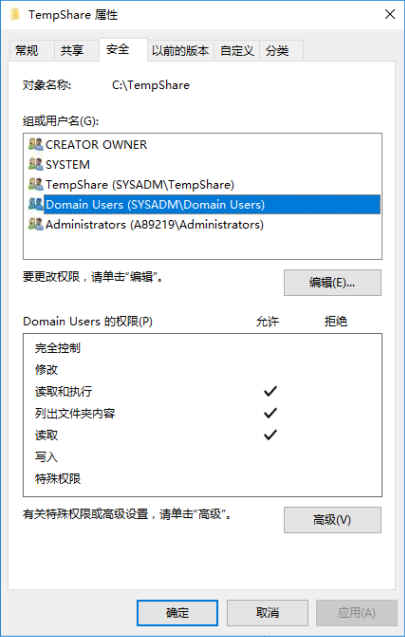 TempShare 属性
常规 共享 安全 以前的版本 自定义 分类
对象名称: C:\TempShare
组或用户名(G):
CREATOR OWNER
SYSTEM
TempShare (SYSADM\TempShare)
Domain Users (SYSADM\Domain Users)
Administrators (A89219\Administrators)
要更改权限，请单击"编辑"。 编辑(E)...
Domain Users 的权限(P) 允许 拒绝
完全控制
修改
读取和执行
列出文件夹内容
读取
写入
特殊权限
有关特殊权限或高级设置，请单击"高级"。 高级(V)
确定 取消 应用(A)